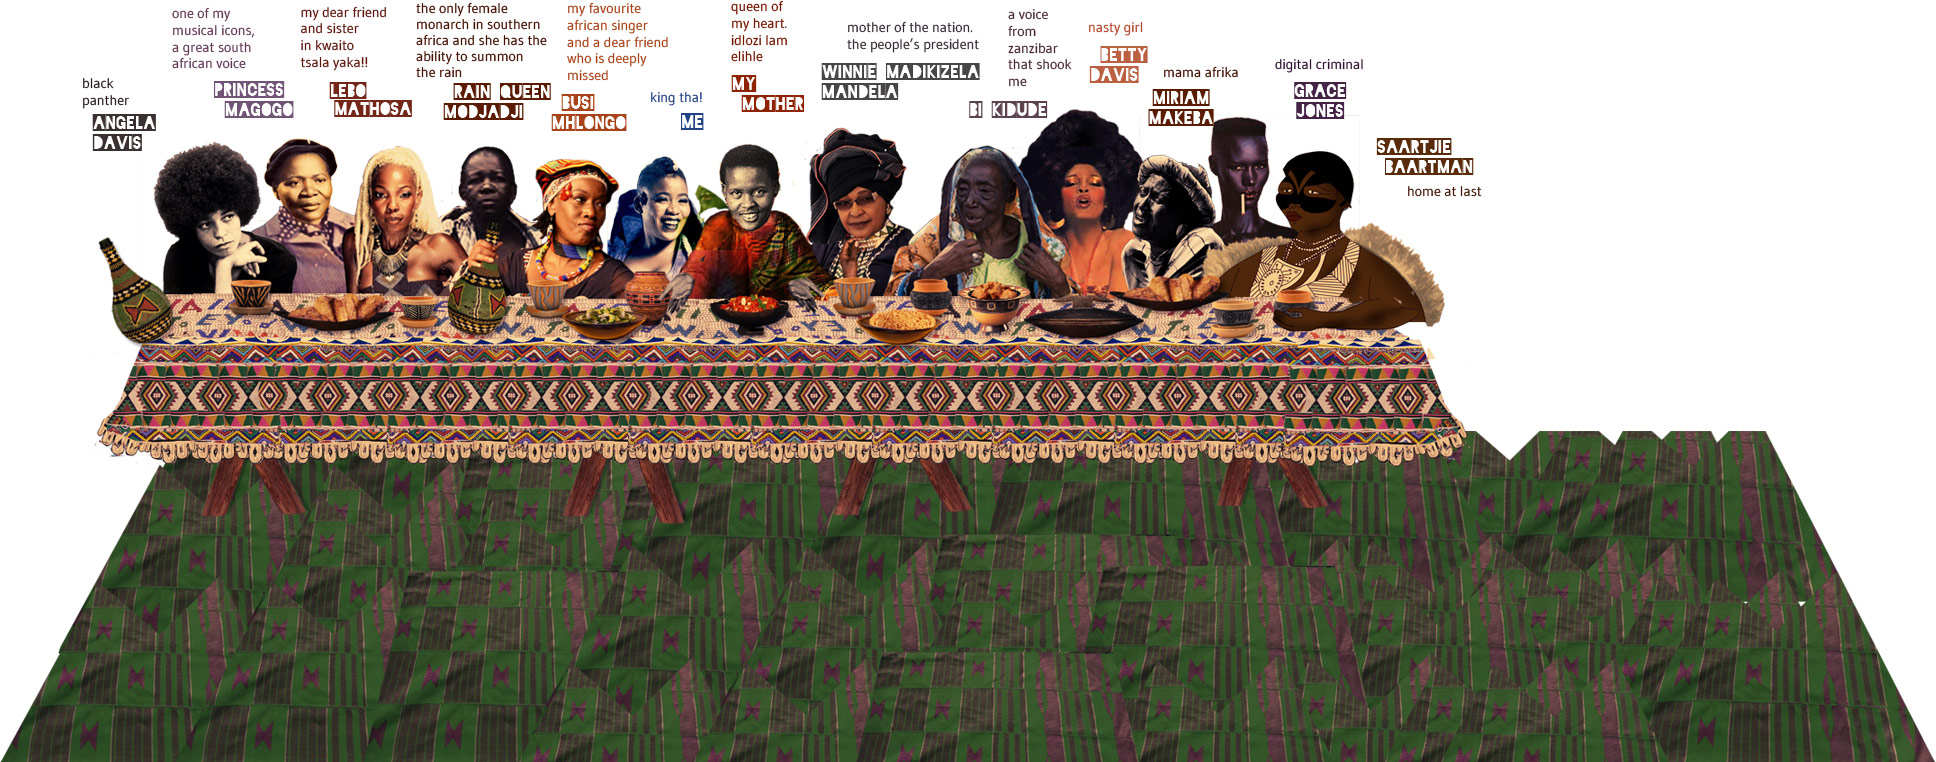 black
panther
ANGELA
DAVIS
one of my
musical icons,
a great south
african voice
PRINCESS
MAGOGO
my dear friend
and sister
in kwaito
tsala yaka!!
LEBO
MATHOSA
the only female
monarch in southern
africa and she has the
ability to summon
the rain
RAIN QUEEN
MODJADJI
my favourite
african singer
and a dear friend
who is deeply
missed
BUSI
MHLONGO
king tha!
ME
queen of
my heart.
idlozi lam
elihle
MY
MOTHER
mother of the nation.
the people’s president
WINNIE MADIKIZELA
MANDELA
a voice
from
zanzibar
that shook
me
BI KIDUDE
nasty girl
BETTY
DAVIS
mama afrika
MIRIAM
MAKEBA
digital criminal
GRACE
JONES
SAARTJIE
BAARTMAN
home at last